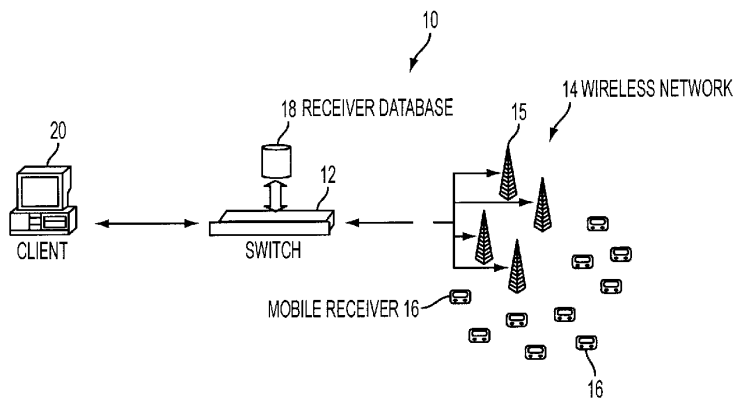 10
14 WIRELESS NETWORK
15
18 RECEIVER DATABASE
20
12
CLIENT
SWITCH
MOBILE RECEIVER 16
16